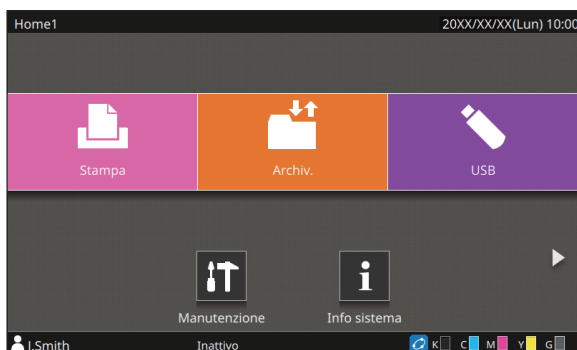 Home1 20XX/XX/XX(Lun) 10:00
Stampa Archiv. USB
Manutenzione Info sistema
J.Smith Inattivo K C M Y G